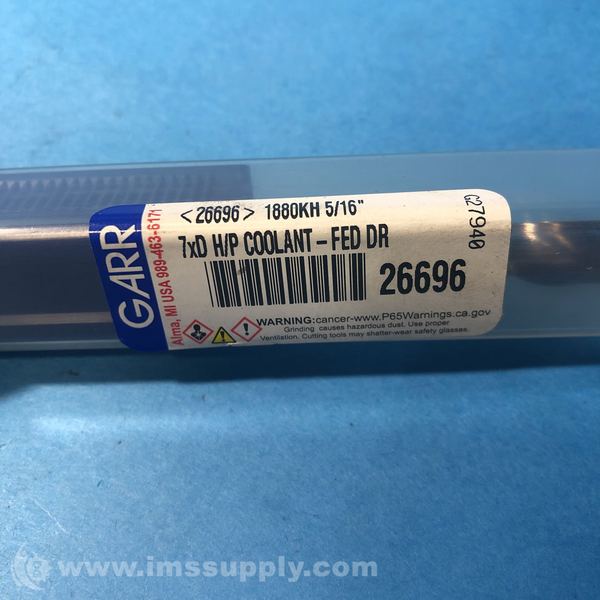 GARR
Alma, MI USA 989-463-6171
<26696> 1880KH 5/16"
7xD H/P COOLANT-FED DR
26696
G27940
WARNING:cancer-www.P65Warnings.ca.gov
Grinding causes hazardous dust. Use proper
Ventilation. Cutting tools may shatter-wear safety glasses.
www.imssupply.com